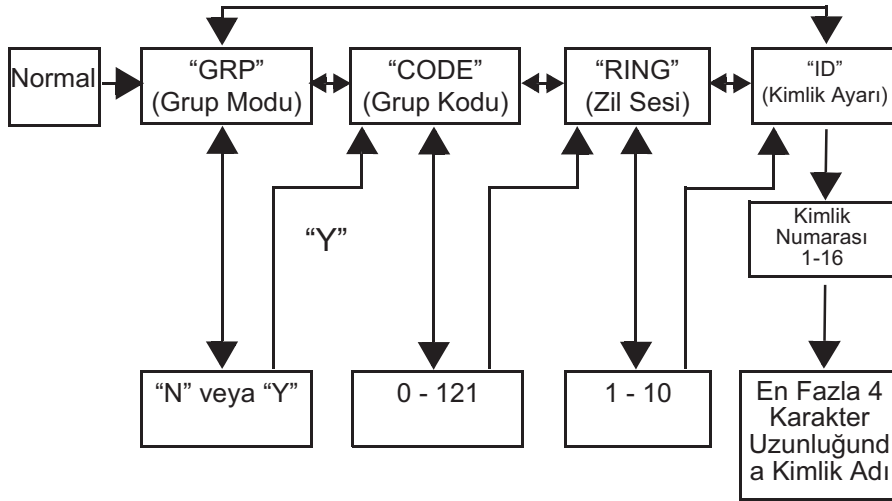 Normal
“GRP”
(Grup Modu)
“CODE”
(Grup Kodu)
“RING”
(Zil Sesi)
“ID”
(Kimlik Ayarı)
“Y”
Kimlik
Numarası
1-16
“N” veya “Y”
0 - 121
1 - 10
En Fazla 4
Karakter
Uzunluğund
a Kimlik Adı